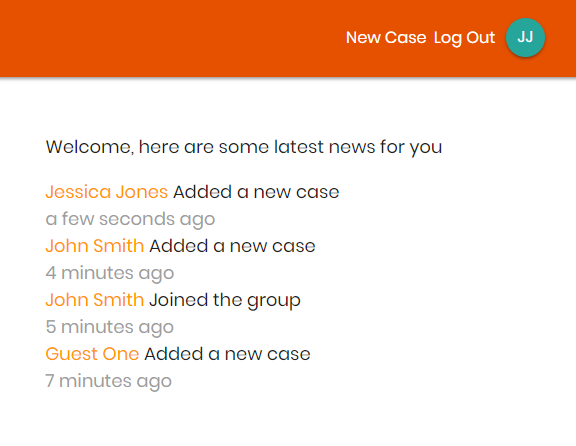 New Case Log Out JJ
Welcome, here are some latest news for you
Jessica Jones Added a new case
a few seconds ago
John Smith Added a new case
4 minutes ago
John Smith Joined the group
5 minutes ago
Guest One Added a new case
7 minutes ago